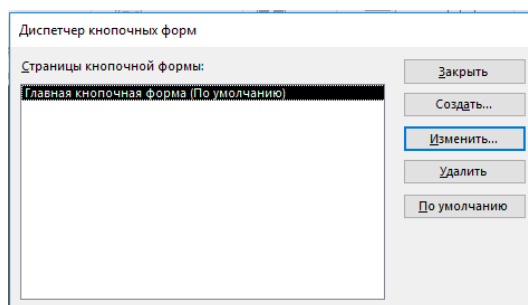 Диспетчер кнопочных форм
Страницы кнопочной формы:
Главная кнопочная форма (По умолчанию)
Закрыть
Создать...
Изменить...
Удалить
По умолчанию